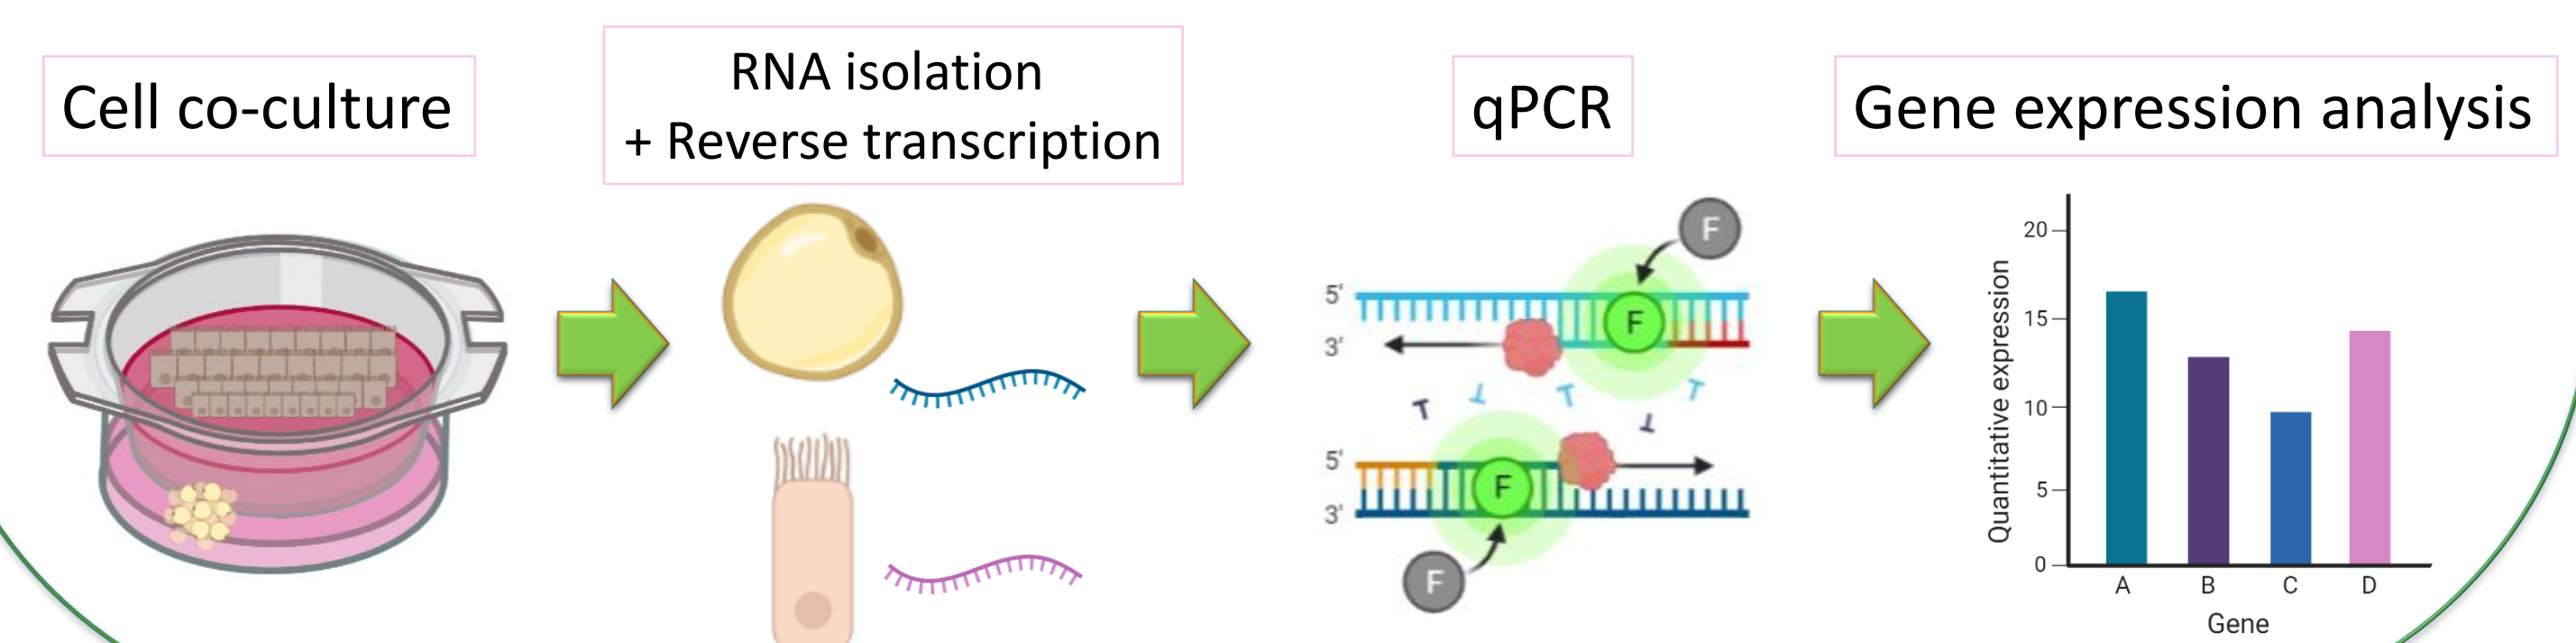 Cell co-culture
RNA isolation
+ Reverse transcription
qPCR
Gene expression analysis
F
5'
F
3'
T
T
T
T
T
5'
F
3'
F
Quantitative expression
20
15
10
5
0
A B C D
Gene